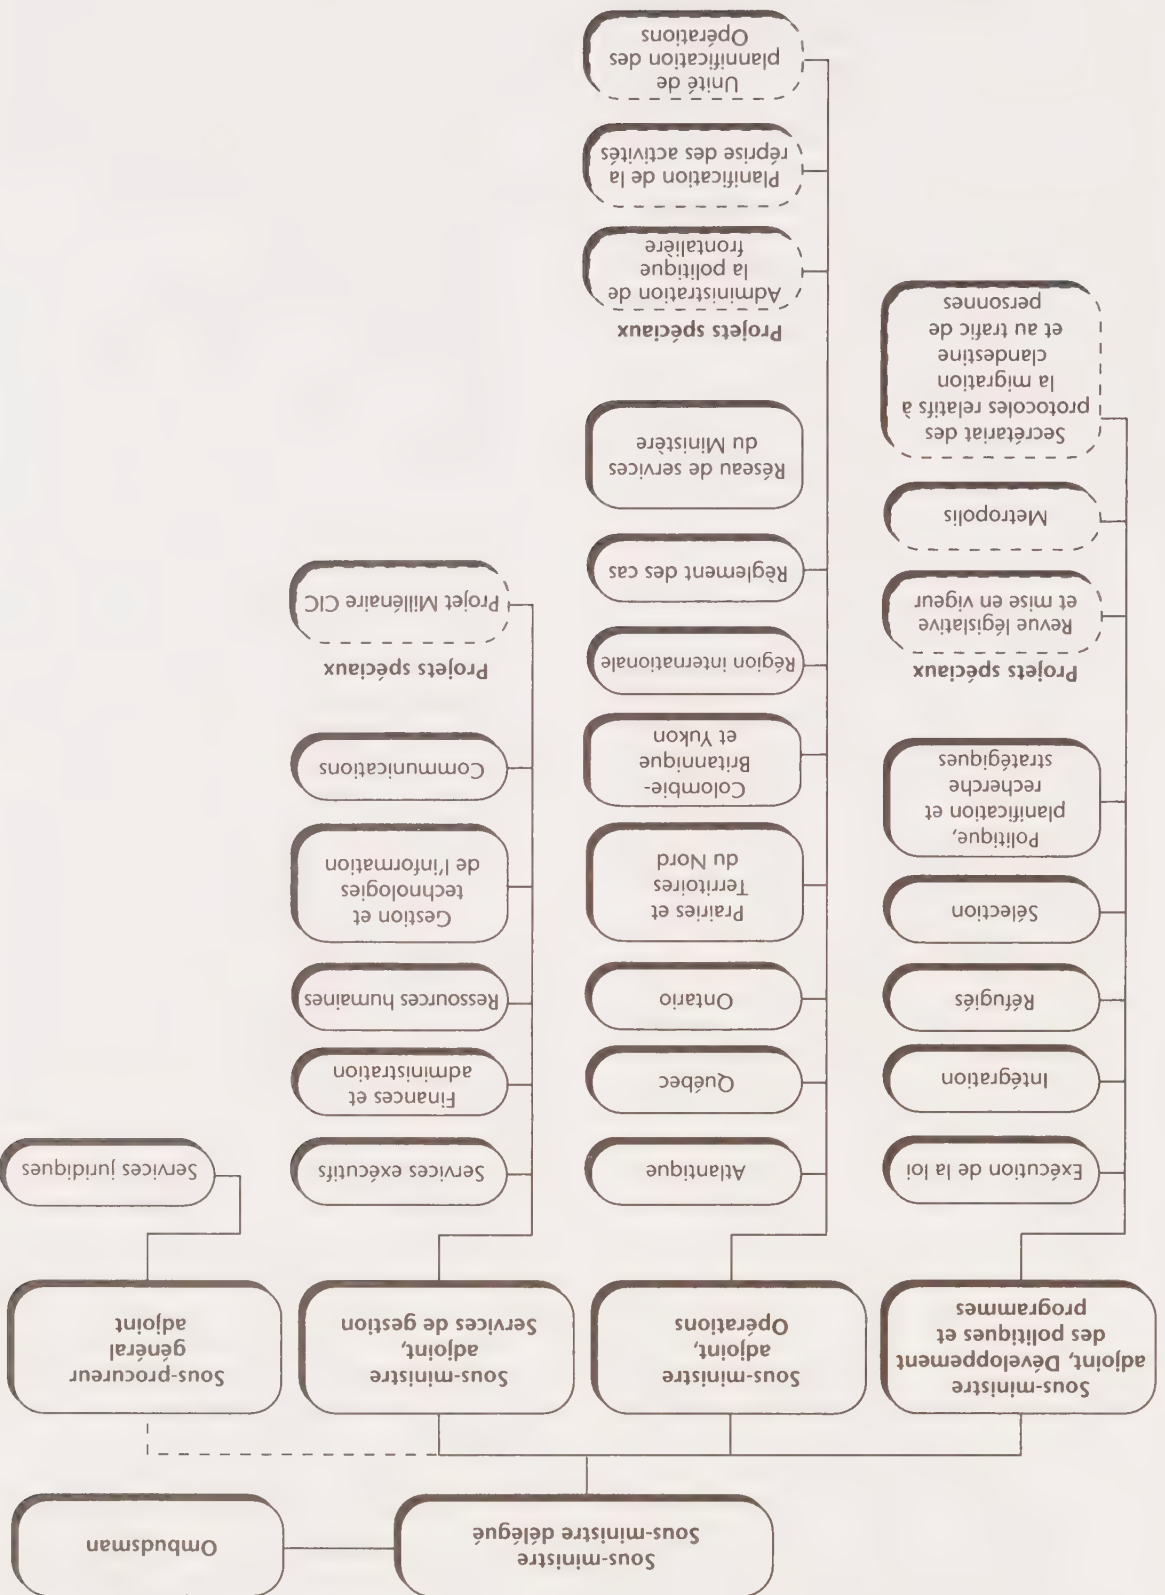 Sous-ministre
Sous-ministre délégué
Ombudsman
Sous-ministre
adjoint, Développement
des politiques et
programmes
Exécution de la loi
Intégration
Réfugiés
Sélection
Politique,
planification et
recherche
stratégiques
Projets spéciaux
Revue législative
et mise en vigeur
Metropolis
Secrétariat des
protocoles relatifs à
la migration
clandestine
et au trafic de
personnes
Sous-ministre
adjoint,
Opérations
Atlantique
Québec
Ontario
Prairies et
Territoires
du Nord
Colombie-
Britannique
et Yukon
Région internationale
Règlement des cas
Réseau de services
du Ministère
Projets spéciaux
Administration de
la politique
frontalière
Planification de la
réprise des activités
Unité de
plannification des
Opérations
Sous-ministre
adjoint,
Services de gestion
Services exécutifs
Finances et
administration
Ressources humaines
Gestion et
technologies
de l'information
Communications
Projets spéciaux
Projet Millénaire CIC
Sous-procureur
général
adjoint
Services juridiques